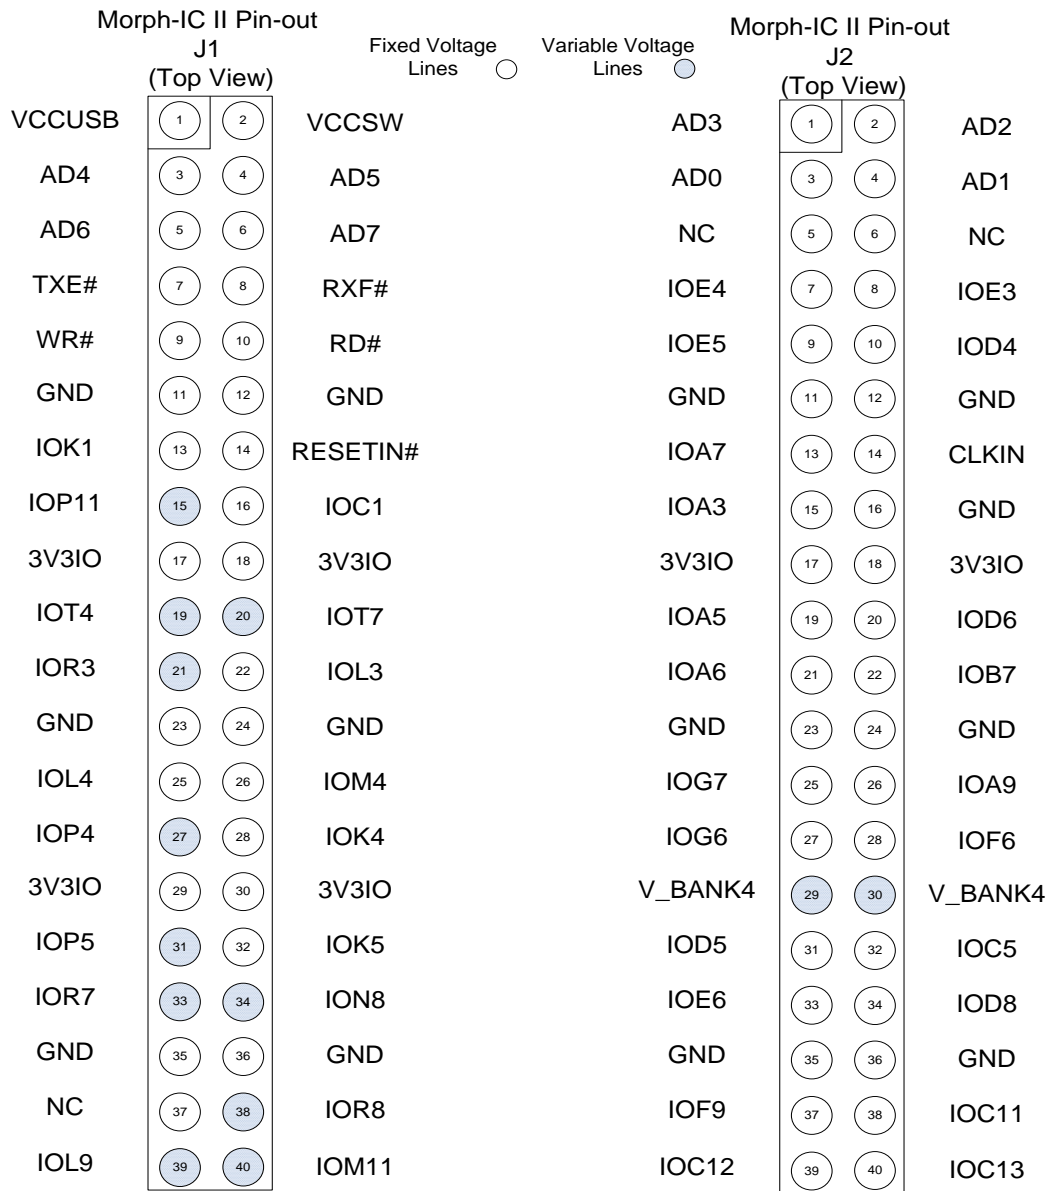 Morph-IC II Pin-out
J1
(Top View)
Fixed Voltage
Lines
Variable Voltage
Lines
Morph-IC II Pin-out
J2
(Top View)
VCCUSB 1 2 VCCSW AD3 1 2 AD2
AD4 3 4 AD5 AD0 3 4 AD1
AD6 5 6 AD7 NC 5 6 NC
TXE# 7 8 RXF# IOE4 7 8 IOE3
WR# 9 10 RD# IOE5 9 10 IOD4
GND 11 12 GND GND 11 12 GND
IOK1 13 14 RESETIN# IOA7 13 14 CLKIN
IOP11 15 16 IOC1 IOA3 15 16 GND
3V3IO 17 18 3V3IO 3V3IO 17 18 3V3IO
IOT4 19 20 IOT7 IOA5 19 20 IOD6
IOR3 21 22 IOL3 IOA6 21 22 IOB7
GND 23 24 GND GND 23 24 GND
IOL4 25 26 IOM4 IOG7 25 26 IOA9
IOP4 27 28 IOK4 IOG6 27 28 IOF6
3V3IO 29 30 3V3IO V_BANK4 29 30 V_BANK4
IOP5 31 32 IOK5 IOD5 31 32 IOC5
IOR7 33 34 ION8 IOE6 33 34 IOD8
GND 35 36 GND GND 35 36 GND
NC 37 38 IOR8 IOF9 37 38 IOC11
IOL9 39 40 IOM11 IOC12 39 40 IOC13